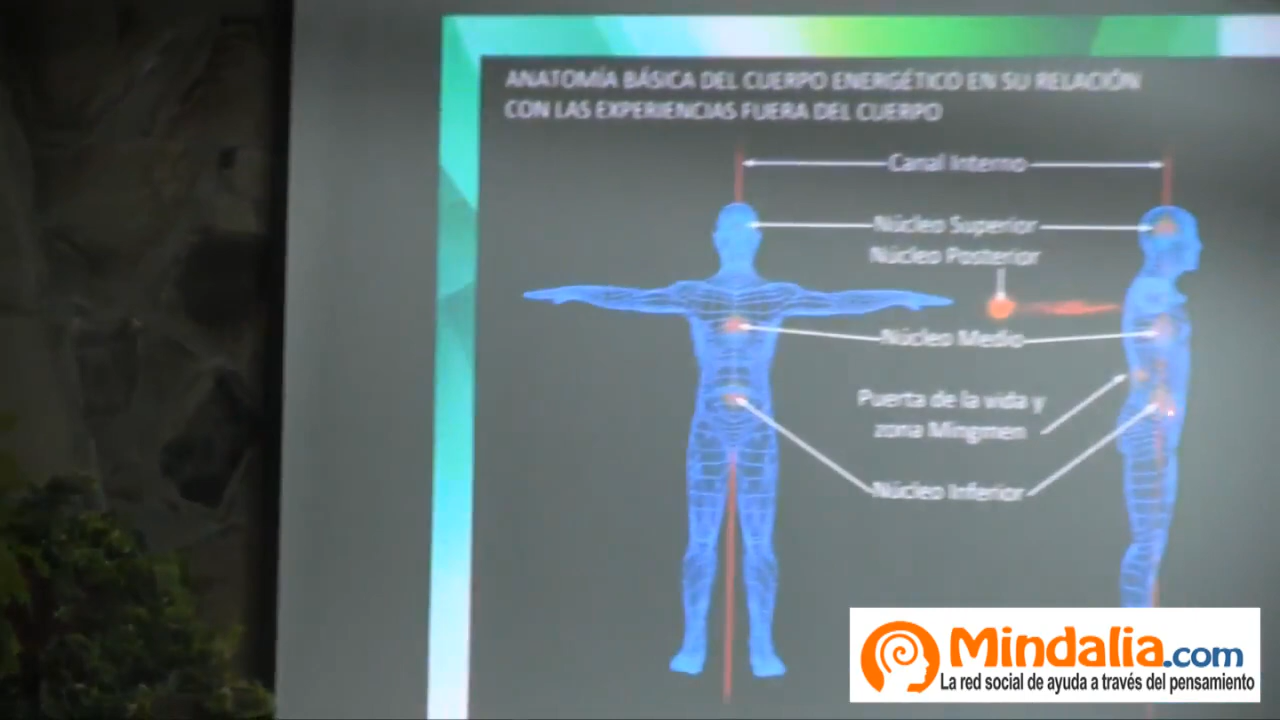 ANATOMÍA BÁSICA DEL CUERPO ENERGÉTICO EN SU RELACIÓN
CON LAS EXPERIENCIAS FUERA DEL CUERPO
Canal Interno
Núcleo Superior
Núcleo Posterior
Núcleo Medio
Puerta de la vida y
zona Mingmen
Núcleo Inferior
Mindalia.com
La red social de ayuda a través del pensamiento